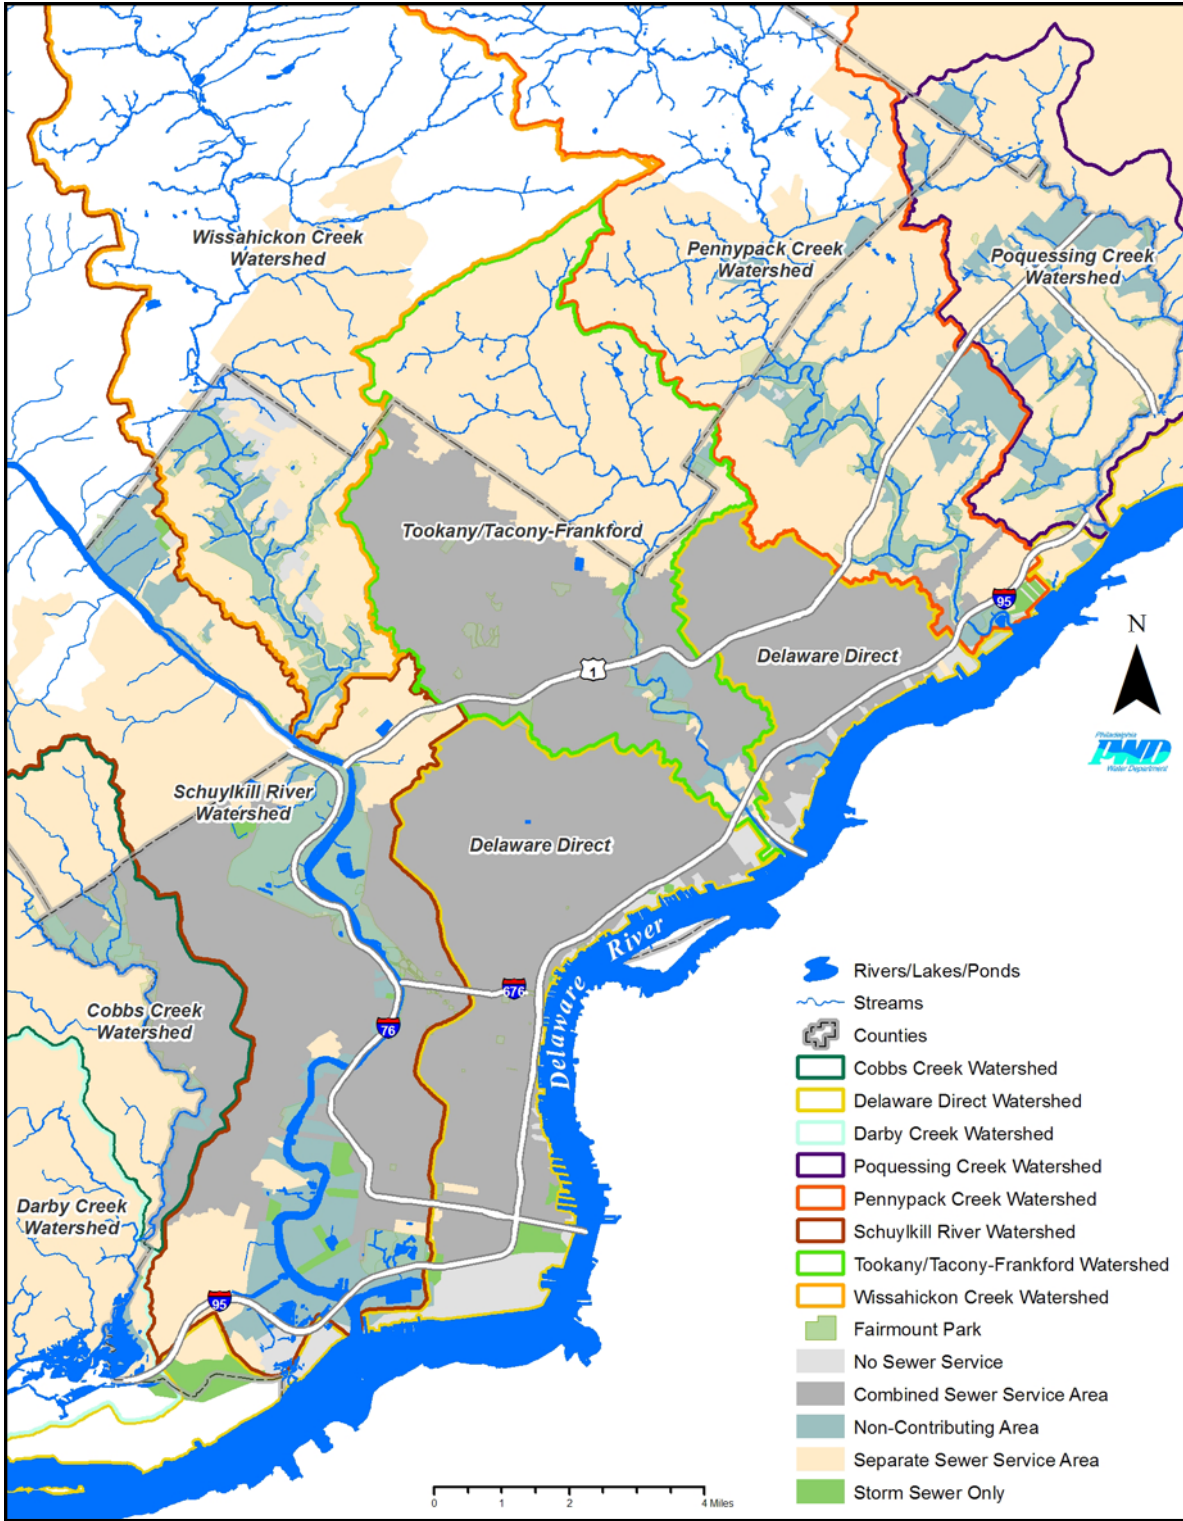 Wissahickon Creek
Watershed
Pennypack Creek
Watershed
Poquessing Creek
Watershed
Tookany/Tacony-Frankford
95
N
Delaware Direct
1
Philadelphia
PWD
Water Department
Schuylkill River
Watershed
Delaware Direct
Delaware River
676
Cobbs Creek
Watershed
76
Darby Creek
Watershed
95
Rivers/Lakes/Ponds
Streams
Counties
Cobbs Creek Watershed
Delaware Direct Watershed
Darby Creek Watershed
Poquessing Creek Watershed
Pennypack Creek Watershed
Schuylkill River Watershed
Tookany/Tacony-Frankford Watershed
Wissahickon Creek Watershed
Fairmount Park
No Sewer Service
Combined Sewer Service Area
Non-Contributing Area
Separate Sewer Service Area
Storm Sewer Only
0 1 2 4 Miles